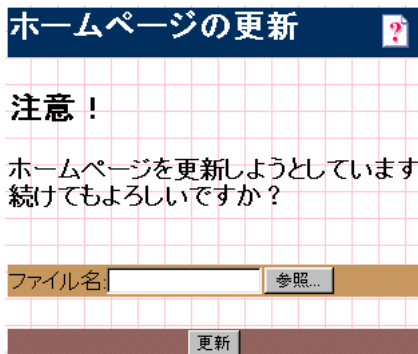 ホームページの更新
?
注意！
ホームページを更新しようとしています
続けてもよろしいですか？
ファイル名:
参照...
更新